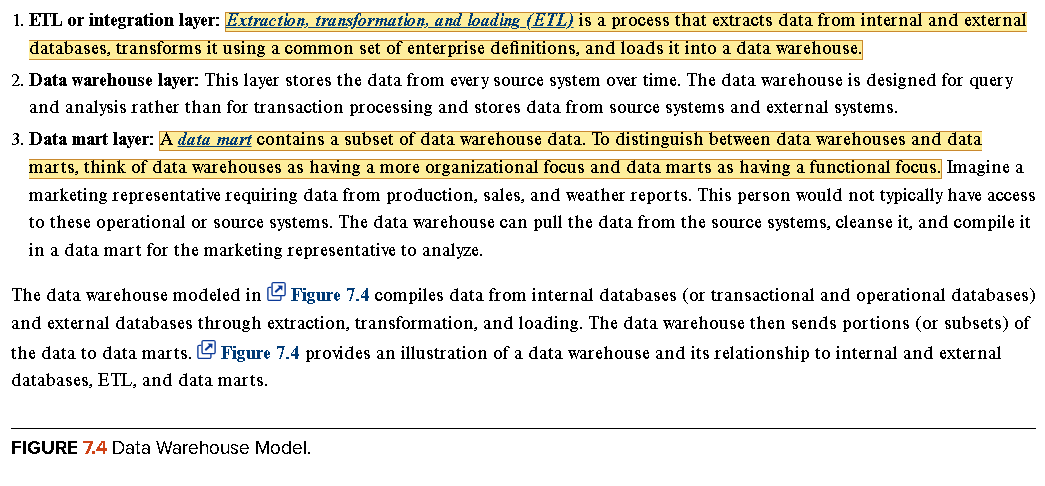 1. ETL or integration layer: Extraction, transformation, and loading (ETL) is a process that extracts data from internal and external
databases, transforms it using a common set of enterprise definitions, and loads it into a data warehouse.
2. Data warehouse layer: This layer stores the data from every source system over time. The data warehouse is designed for query
and analysis rather than for transaction processing and stores data from source systems and external systems.
3. Data mart layer: A data mart contains a subset of data warehouse data. To distinguish between data warehouses and data
marts, think of data warehouses as having a more organizational focus and data marts as having a functional focus. Imagine a
marketing representative requiring data from production, sales, and weather reports. This person would not typically have access
to these operational or source systems. The data warehouse can pull the data from the source systems, cleanse it, and compile it
in a data mart for the marketing representative to analyze.
The data warehouse modeled in Figure 7.4 compiles data from internal databases (or transactional and operational databases)
and external databases through extraction, transformation, and loading. The data warehouse then sends portions (or subsets) of
the data to data marts. Figure 7.4 provides an illustration of a data warehouse and its relationship to internal and external
databases, ETL, and data marts.
FIGURE 7.4 Data Warehouse Model.